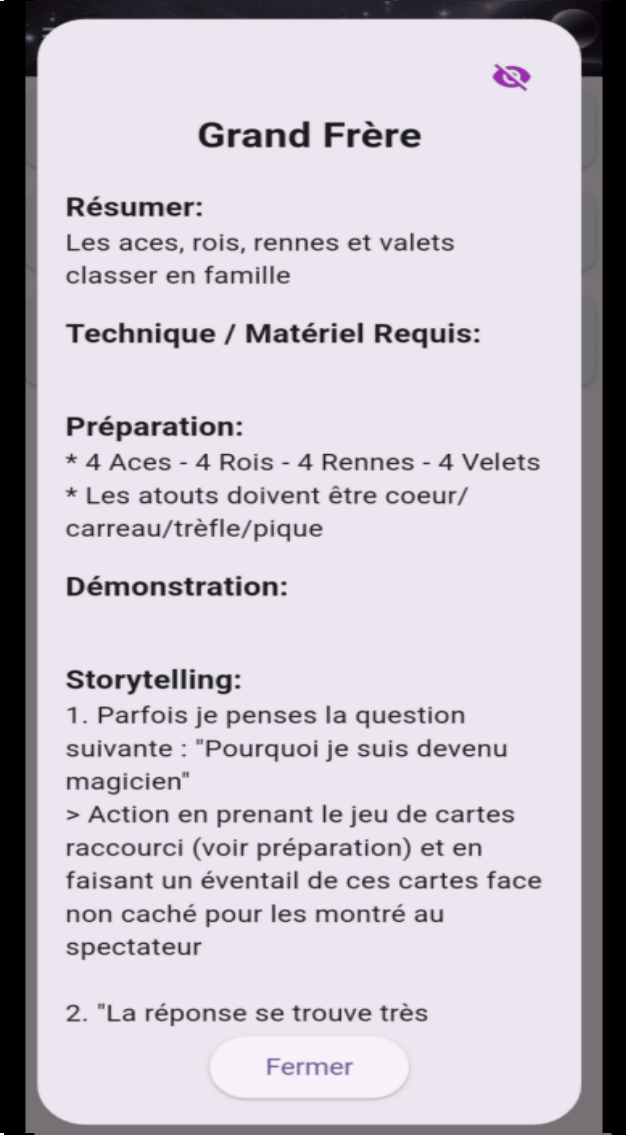 Grand Frère
Résumer:
Les aces, rois, rennes et valets
classer en famille
Technique / Matériel Requis:
Préparation:
* 4 Aces - 4 Rois - 4 Rennes - 4 Velets
* Les atouts doivent être coeur/
carreau/trèfle/pique
Démonstration:
Storytelling:
1. Parfois je penses la question
suivante : "Pourquoi je suis devenu
magicien"
> Action en prenant le jeu de cartes
raccourci (voir préparation) et en
faisant un éventail de ces cartes face
non caché pour les montré au
spectateur
2. "La réponse se trouve très
Fermer